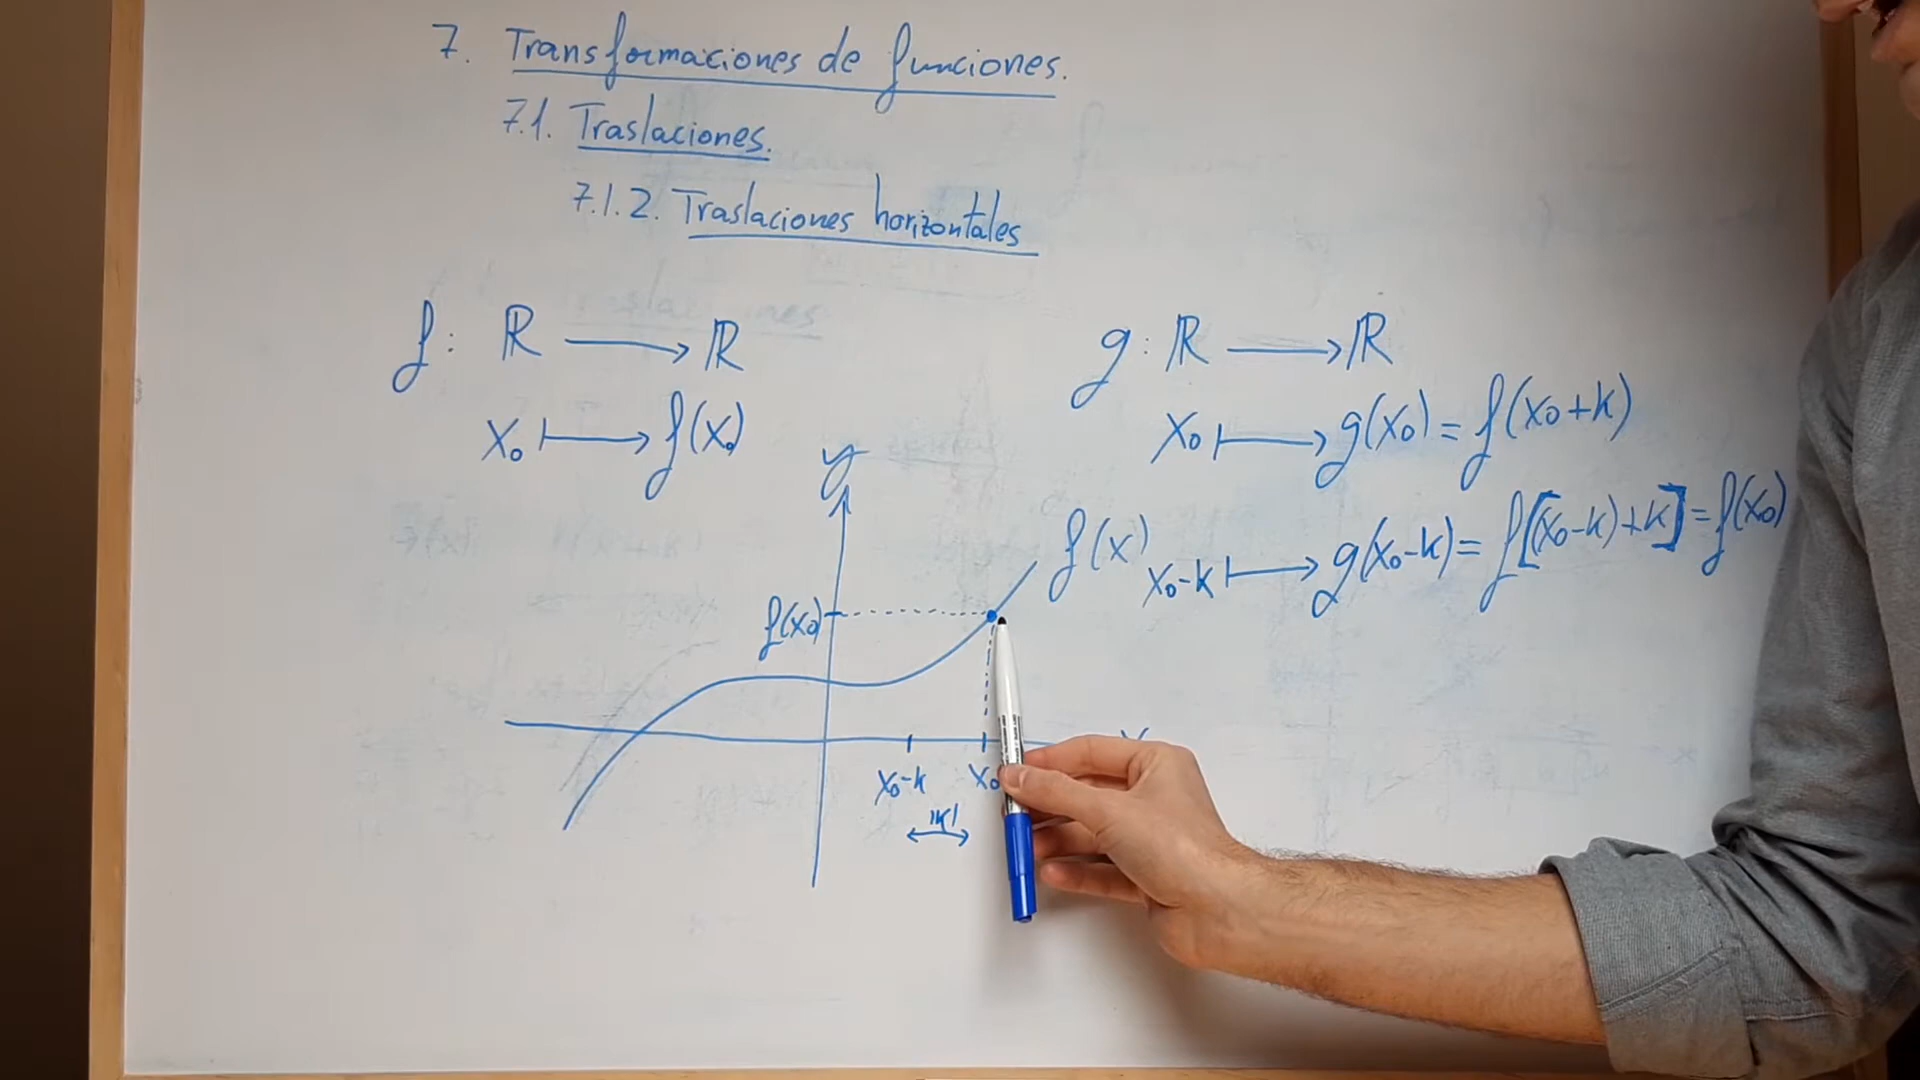 7. Transformaciones de funciones.
7.1. Traslaciones.
7.1.2. Traslaciones horizontales
f: ℝ ⟶ ℝ
x₀ ⟼ f(x₀)
g: ℝ ⟶ ℝ
x₀ ⟼ g(x₀) = f(x₀+k)
x₀-k ⟼ g(x₀-k) = f[(x₀-k)+k] = f(x₀)
y
f(x)
f(x₀)
x₀-k x₀
|k|